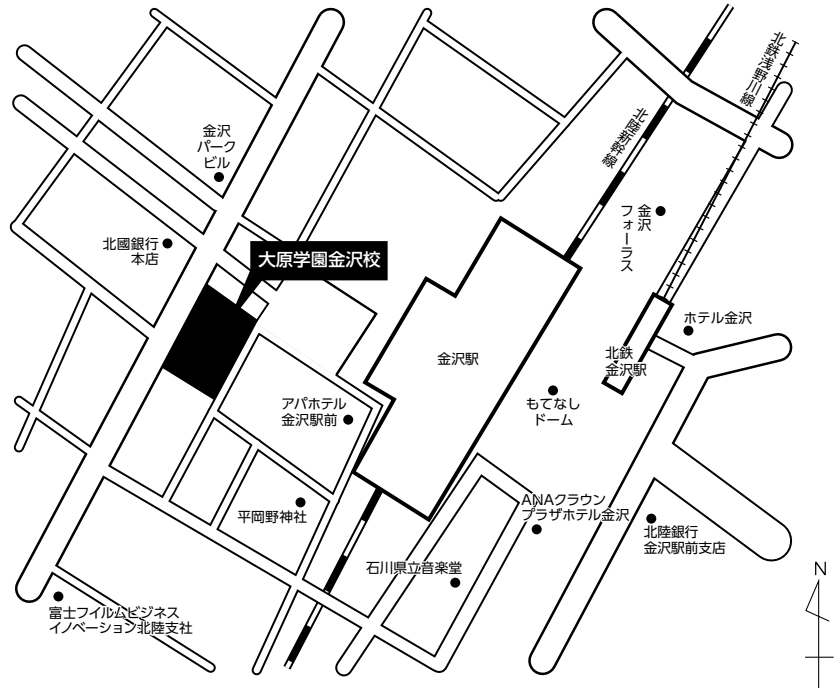 北鉄浅野川線
北陸新幹線
金沢
パーク
ビル
金沢
フォーラス
北國銀行
本店
大原学園金沢校
ホテル金沢
金沢駅
北鉄
金沢駅
アパホテル
金沢駅前
もてなし
ドーム
平岡野神社
ANAクラウン
プラザホテル金沢
北陸銀行
金沢駅前支店
石川県立音楽堂
N
富士フイルムビジネス
イノベーション北陸支社